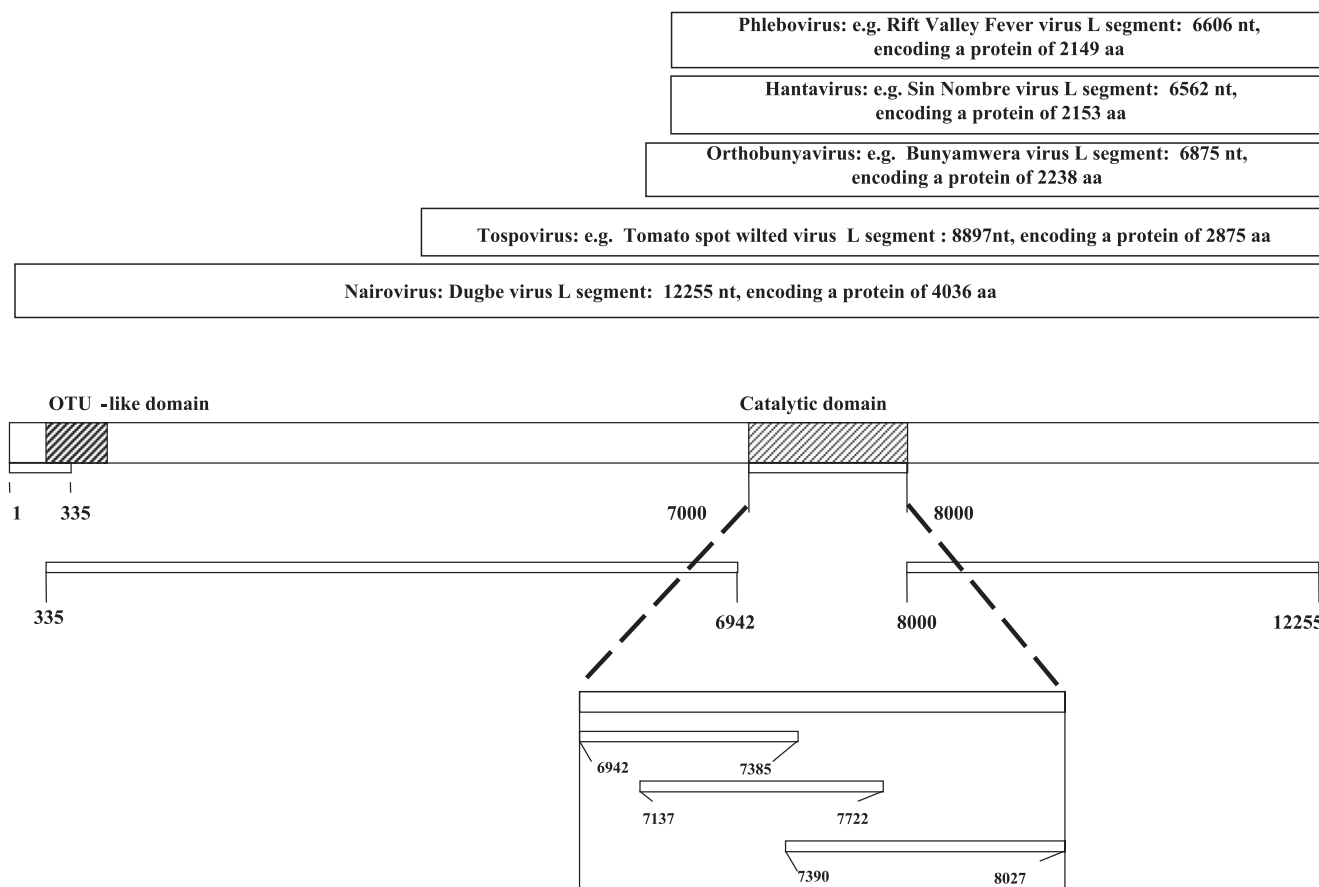 Phlebovirus: e.g. Rift Valley Fever virus L segment: 6606 nt,
encoding a protein of 2149 aa
Hantavirus: e.g. Sin Nombre virus L segment: 6562 nt,
encoding a protein of 2153 aa
Orthobunyavirus: e.g. Bunyamwera virus L segment: 6875 nt,
encoding a protein of 2238 aa
Tospovirus: e.g. Tomato spot wilted virus L segment : 8897nt, encoding a protein of 2875 aa
Nairovirus: Dugbe virus L segment: 12255 nt, encoding a protein of 4036 aa
OTU -like domain
Catalytic domain
1 335 7000 8000
335 6942 8000 12255
6942 7385
7137 7722
7390 8027